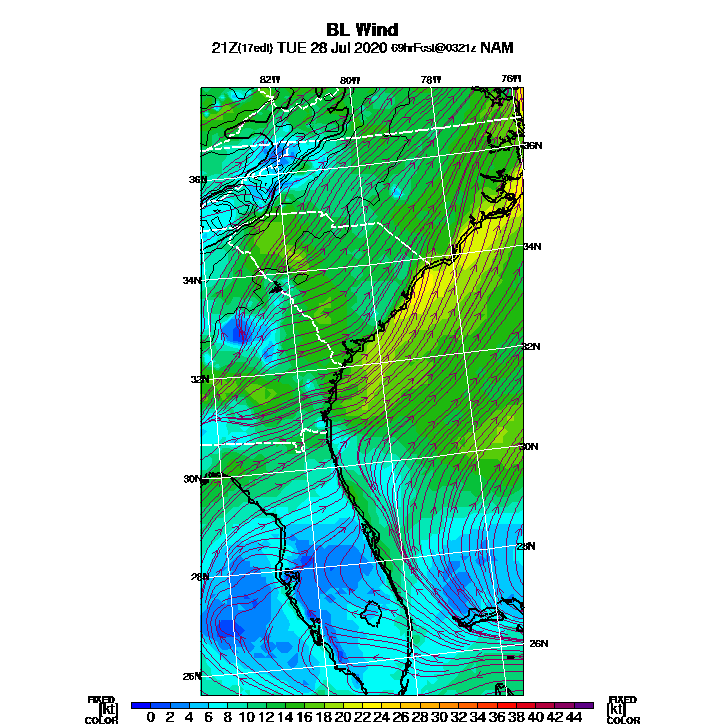 BL Wind
21Z(17edt) TUE 28 Jul 2020 69hrFcst@0321z NAM
82W 80W 78W 76W
36N
36N
34N
34N
32N
32N
30N
30N
28N
28N
26N
26N
FIXED FIXED
[kt] 0 2 4 6 8 10 12 14 16 18 20 22 24 26 28 30 32 34 36 38 40 42 44 [kt]
COLOR COLOR